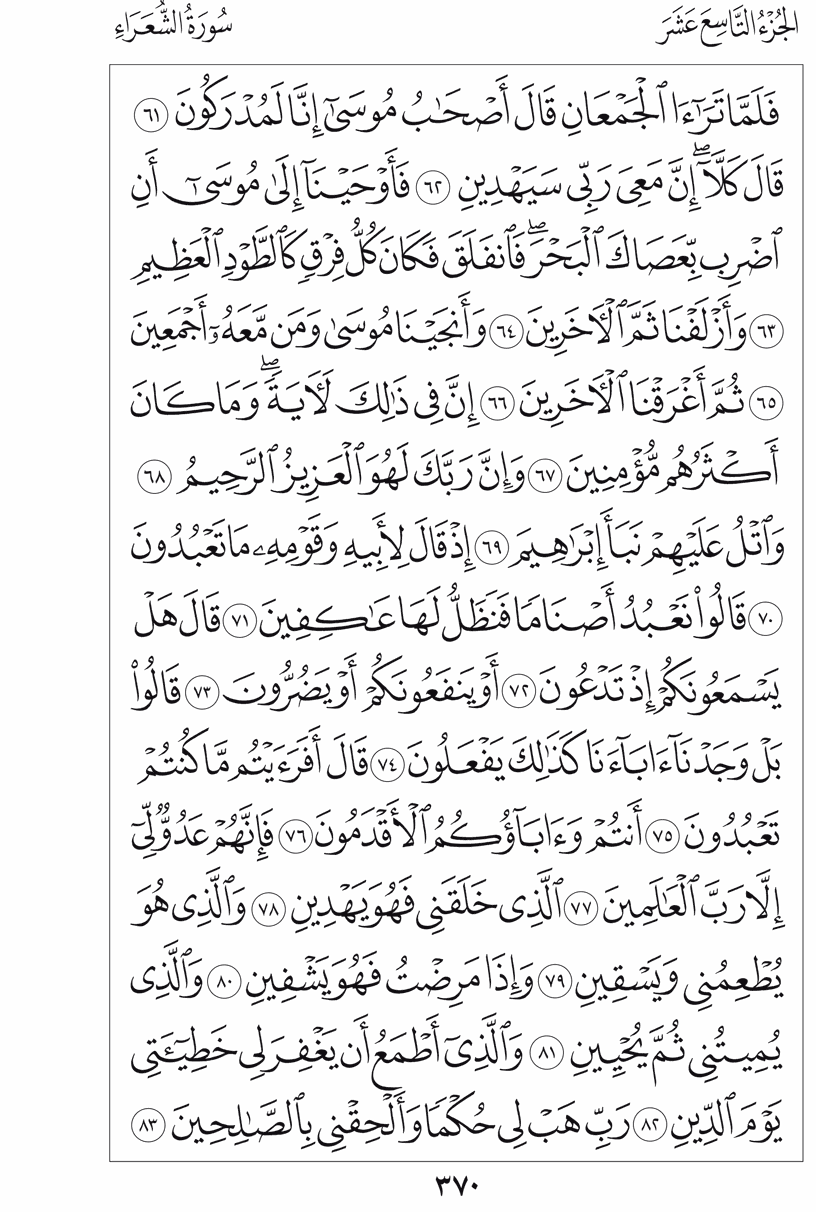 الجُزْءُ التَّاسِعَ عَشَرَ
سُورَةُ الشُّعَرَاءِ
فَلَمَّا تَرَٰٓءَا ٱلْجَمْعَانِ قَالَ أَصْحَٰبُ مُوسَىٰٓ إِنَّا لَمُدْرَكُونَ ٦١
قَالَ كَلَّآ ۖ إِنَّ مَعِىَ رَبِّى سَيَهْدِينِ ٦٢ فَأَوْحَيْنَآ إِلَىٰ مُوسَىٰٓ أَنِ
ٱضْرِب بِّعَصَاكَ ٱلْبَحْرَ ۖ فَٱنفَلَقَ فَكَانَ كُلُّ فِرْقٍ كَٱلطَّوْدِ ٱلْعَظِيمِ
٦٣ وَأَزْلَفْنَا ثَمَّ ٱلْءَاخَرِينَ ٦٤ وَأَنجَيْنَا مُوسَىٰ وَمَن مَّعَهُۥٓ أَجْمَعِينَ
٦٥ ثُمَّ أَغْرَقْنَا ٱلْءَاخَرِينَ ٦٦ إِنَّ فِى ذَٰلِكَ لَءَايَةً ۖ وَمَا كَانَ
أَكْثَرُهُم مُّؤْمِنِينَ ٦٧ وَإِنَّ رَبَّكَ لَهُوَ ٱلْعَزِيزُ ٱلرَّحِيمُ ٦٨
وَٱتْلُ عَلَيْهِمْ نَبَأَ إِبْرَٰهِيمَ ٦٩ إِذْ قَالَ لِأَبِيهِ وَقَوْمِهِۦ مَا تَعْبُدُونَ
٧٠ قَالُوا۟ نَعْبُدُ أَصْنَامًا فَنَظَلُّ لَهَا عَٰكِفِينَ ٧١ قَالَ هَلْ
يَسْمَعُونَكُمْ إِذْ تَدْعُونَ ٧٢ أَوْ يَنفَعُونَكُمْ أَوْ يَضُرُّونَ ٧٣ قَالُوا۟
بَلْ وَجَدْنَآ ءَابَآءَنَا كَذَٰلِكَ يَفْعَلُونَ ٧٤ قَالَ أَفَرَءَيْتُم مَّا كُنتُمْ
تَعْبُدُونَ ٧٥ أَنتُمْ وَءَابَآؤُكُمُ ٱلْأَقْدَمُونَ ٧٦ فَإِنَّهُمْ عَدُوٌّ لِّىٓ
إِلَّا رَبَّ ٱلْعَٰلَمِينَ ٧٧ ٱلَّذِى خَلَقَنِى فَهُوَ يَهْدِينِ ٧٨ وَٱلَّذِى هُوَ
يُطْعِمُنِى وَيَسْقِينِ ٧٩ وَإِذَا مَرِضْتُ فَهُوَ يَشْفِينِ ٨٠ وَٱلَّذِى
يُمِيتُنِى ثُمَّ يُحْيِينِ ٨١ وَٱلَّذِىٓ أَطْمَعُ أَن يَغْفِرَ لِى خَطِيٓـَٔتِى
يَوْمَ ٱلدِّينِ ٨٢ رَبِّ هَبْ لِى حُكْمًا وَأَلْحِقْنِى بِٱلصَّٰلِحِينَ ٨٣
٣٧٠